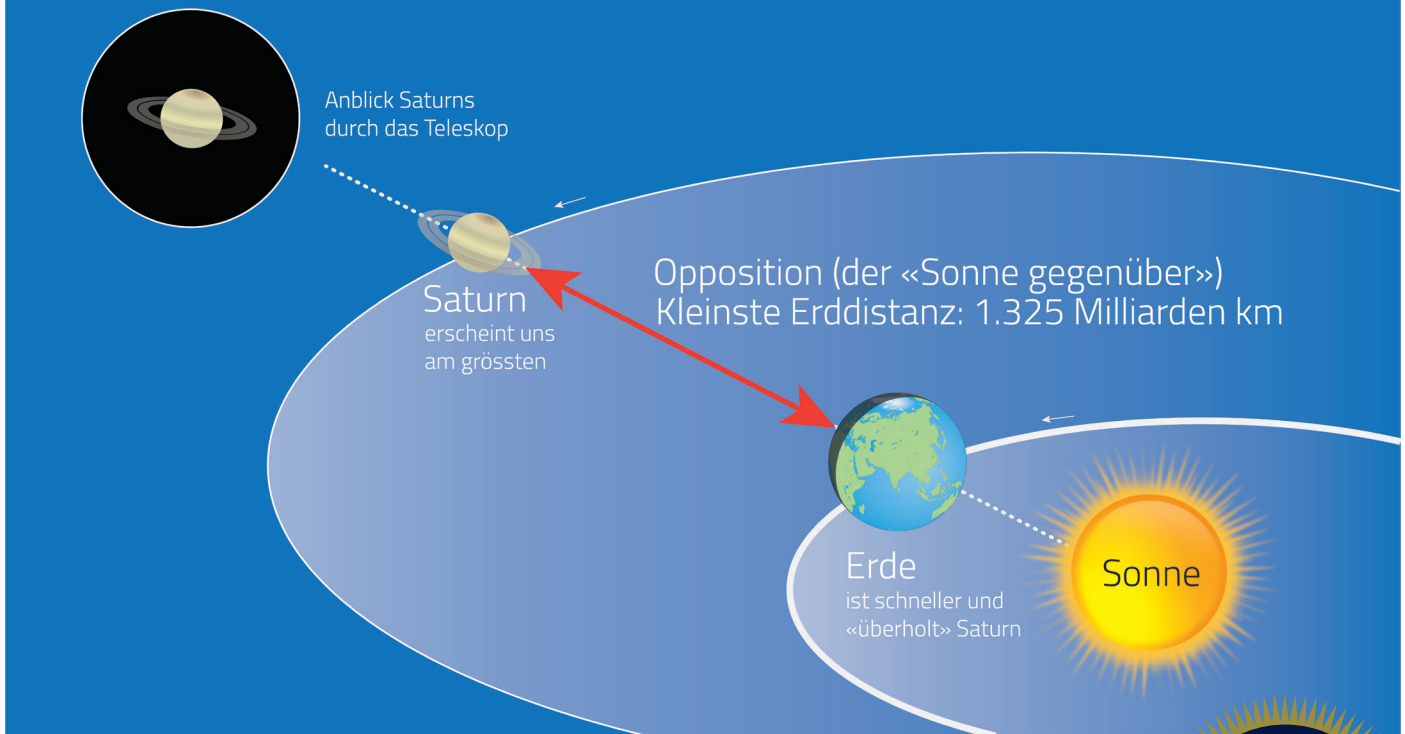 Anblick Saturns
durch das Teleskop
Opposition (der «Sonne gegenüber»)
Kleinste Erddistanz: 1.325 Milliarden km
Saturn
erscheint uns
am grössten
Erde
ist schneller und
«überholt» Saturn
Sonne